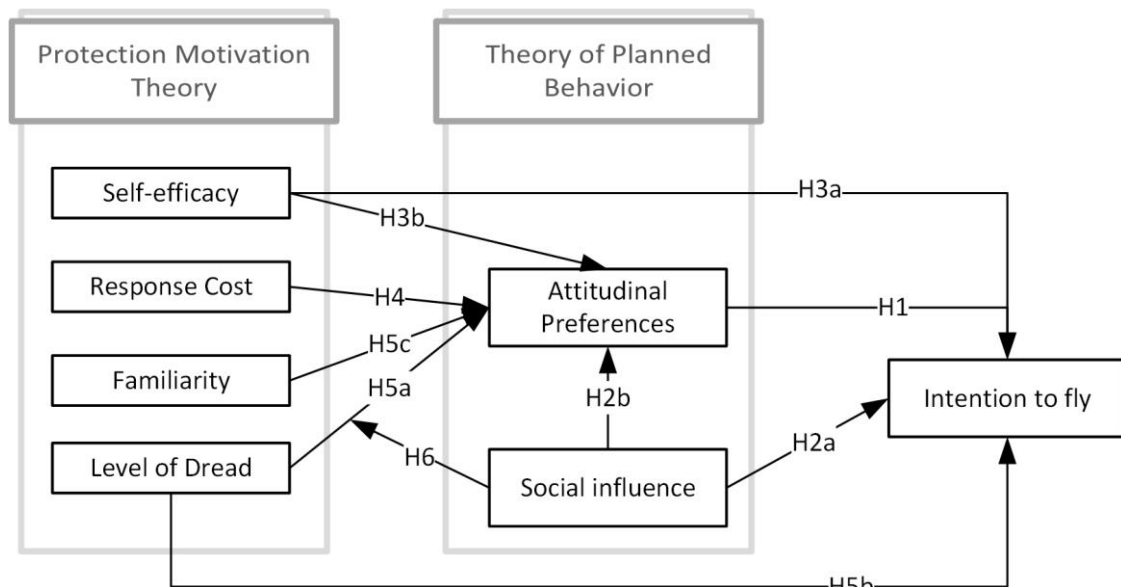 Protection Motivation
Theory
Theory of Planned
Behavior
Self-efficacy
H3a
H3b
Response Cost
H4
Attitudinal
Preferences
H1
H5c
Familiarity
H5a
H2b
Intention to fly
Level of Dread
H6
Social influence
H2a
H5b